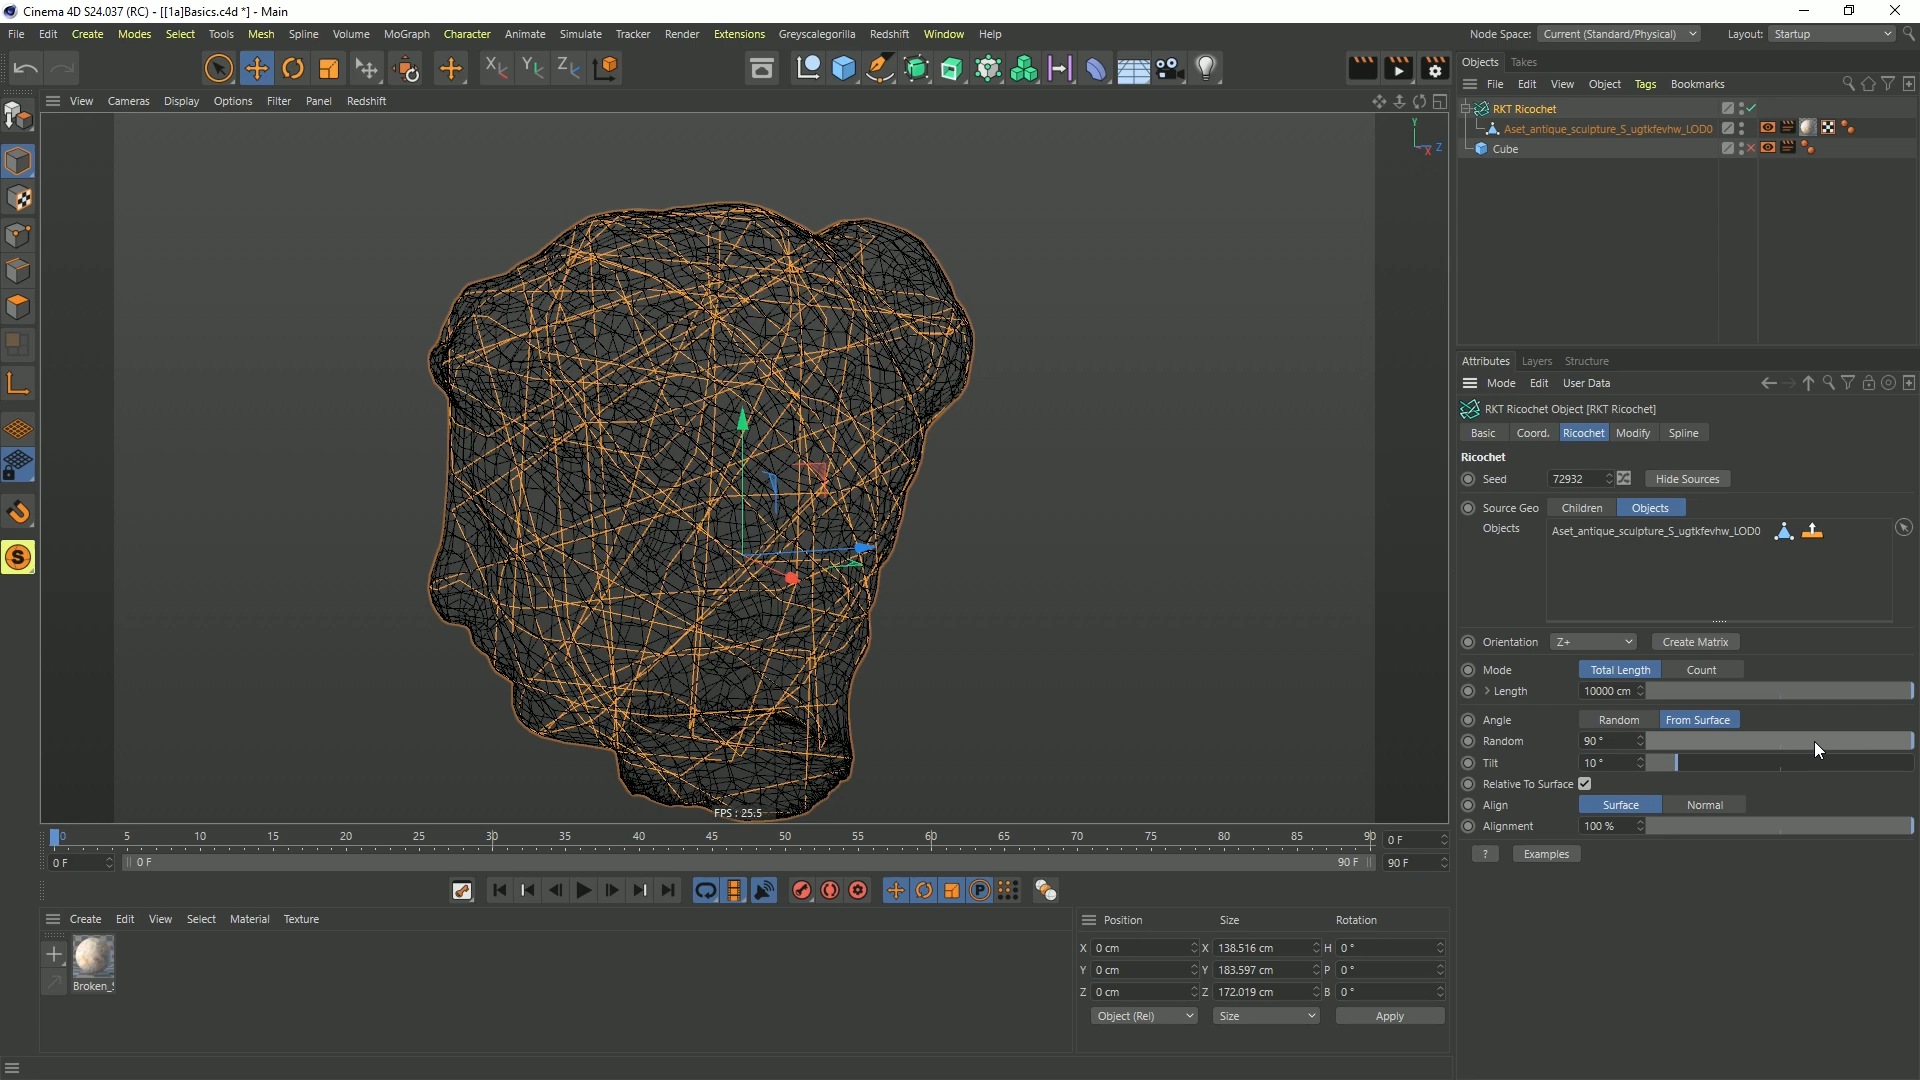 Cinema 4D S24.037 (RC) - [[1a]Basics.c4d *] - Main
File Edit Create Modes Select Tools Mesh Spline Volume MoGraph Character Animate Simulate Tracker Render Extensions Greyscalegorilla Redshift Window Help
Node Space: Current (Standard/Physical) Layout: Startup
X Y Z
Objects Takes
View Cameras Display Options Filter Panel Redshift
File Edit View Object Tags Bookmarks
RKT Ricochet
Aset_antique_sculpture_S_ugtkfevhw_LOD0
Cube
Y
X Z
Attributes Layers Structure
Mode Edit User Data
RKT Ricochet Object [RKT Ricochet]
Basic Coord. Ricochet Modify Spline
Ricochet
Seed 72932 Hide Sources
Source Geo Children Objects
Objects Aset_antique_sculpture_S_ugtkfevhw_LOD0
Orientation Z+ Create Matrix
Mode Total Length Count
> Length 10000 cm
Angle Random From Surface
Random 90 °
Tilt 10 °
Relative To Surface
Align Surface Normal
Alignment 100 %
? Examples
FPS : 25.5
0 5 10 15 20 25 30 35 40 45 50 55 60 65 70 75 80 85 90 0 F
0 F 0 F 90 F 90 F
P
S
Create Edit View Select Material Texture
Broken_S
Position Size Rotation
X 0 cm X 138.516 cm H 0 °
Y 0 cm Y 183.597 cm P 0 °
Z 0 cm Z 172.019 cm B 0 °
Object (Rel) Size Apply